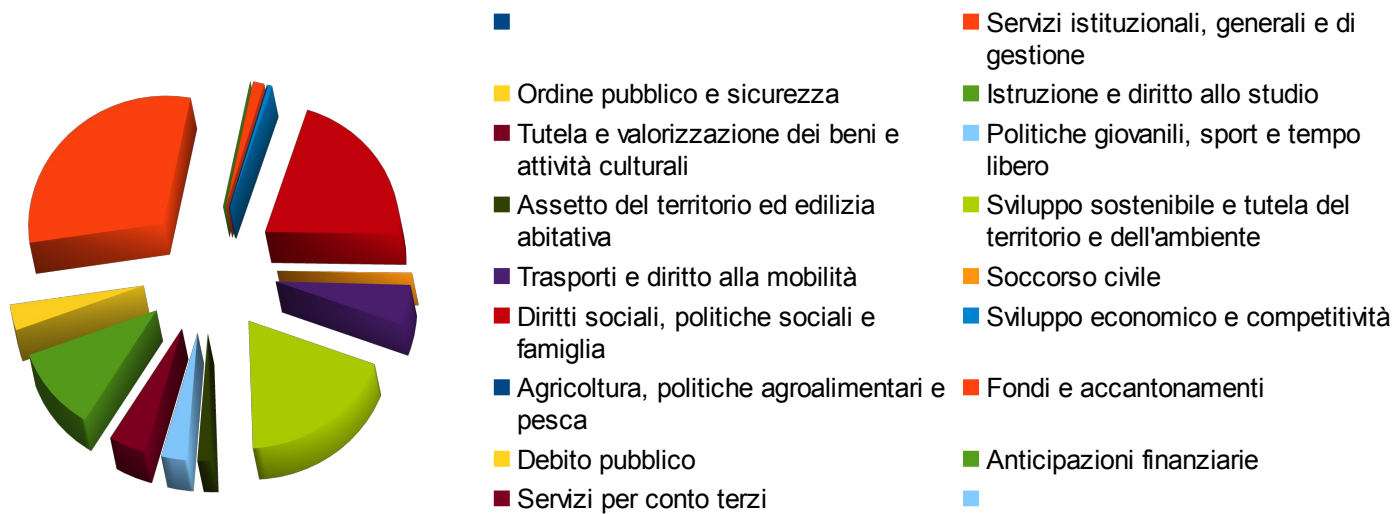 Servizi istituzionali, generali e di
gestione
Ordine pubblico e sicurezza
Istruzione e diritto allo studio
Tutela e valorizzazione dei beni e
attività culturali
Politiche giovanili, sport e tempo
libero
Assetto del territorio ed edilizia
abitativa
Sviluppo sostenibile e tutela del
territorio e dell'ambiente
Trasporti e diritto alla mobilità
Soccorso civile
Diritti sociali, politiche sociali e
famiglia
Sviluppo economico e competitività
Agricoltura, politiche agroalimentari e
pesca
Fondi e accantonamenti
Debito pubblico
Anticipazioni finanziarie
Servizi per conto terzi